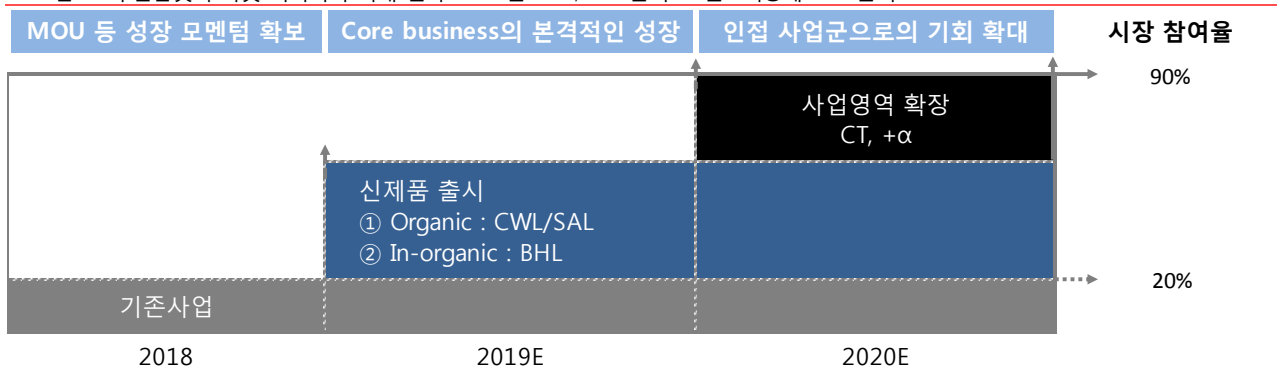 MOU 등 성장 모멘텀 확보
Core business의 본격적인 성장
인접 사업군으로의 기회 확대
시장 참여율
90%
사업영역 확장
CT, +α
신제품 출시
① Organic : CWL/SAL
② In-organic : BHL
20%
기존사업
2018
2019E
2020E